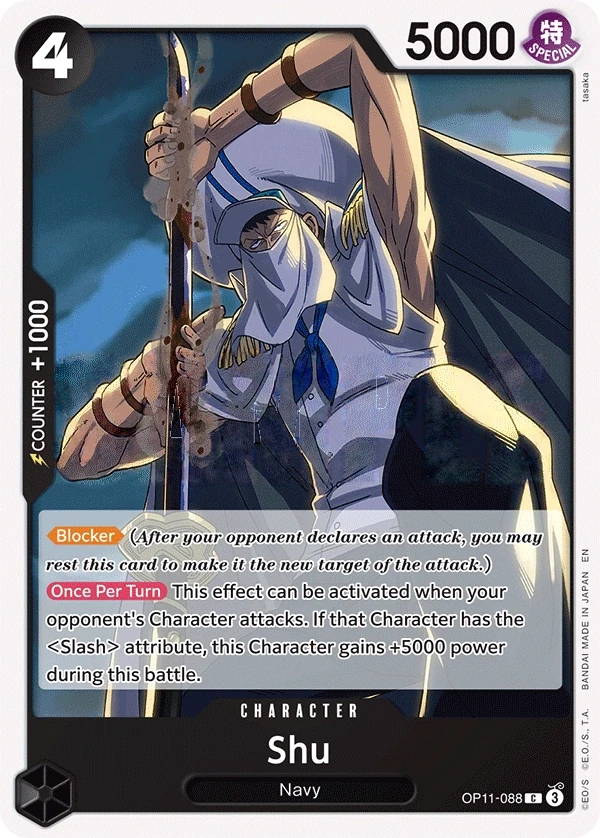 4
5000
特
SPECIAL
tasaka
COUNTER +1000
Blocker (After your opponent declares an attack, you may
rest this card to make it the new target of the attack.)
Once Per Turn This effect can be activated when your
opponent's Character attacks. If that Character has the
<Slash> attribute, this Character gains +5000 power
during this battle.
CHARACTER
Shu
Navy
OP11-088 C 3
©EO/S ©E.O./S., T.A. BANDAI MADE IN JAPAN EN